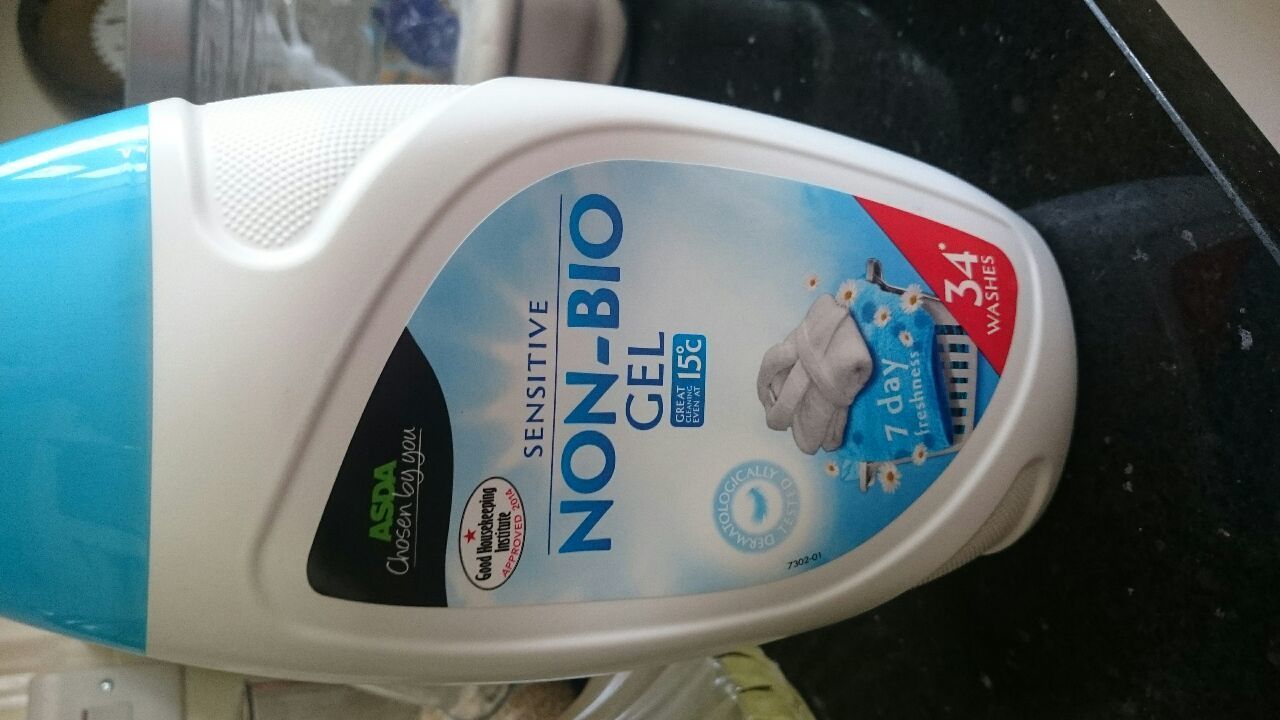 ASDA
Chosen by you
Good Housekeeping
Institute
APPROVED 2014
SENSITIVE
NON-BIO
GEL
GREAT
CLEANING
EVEN AT
15°C
DERMATOLOGICALLY TESTED
7 day
freshness
34*
WASHES
7302-01